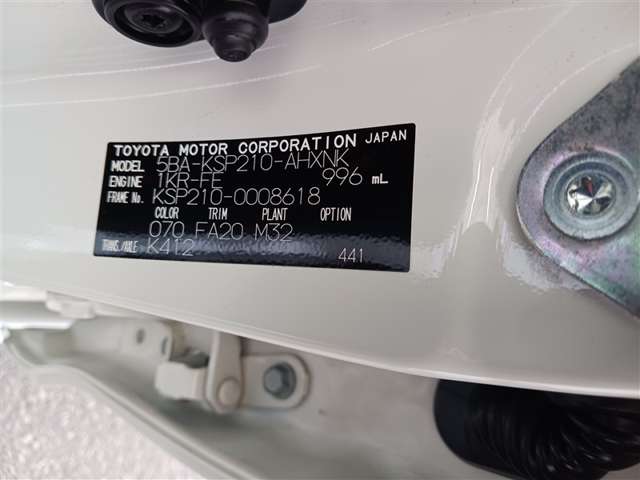 TOYOTA MOTOR CORPORATION JAPAN
MODEL 5BA-KSP210-AHXNK
ENGINE 1KR-FE 996 mL
FRAME No. KSP210-0008618
COLOR TRIM PLANT OPTION
070 FA20 M32
TRANS./AXLE K412
441